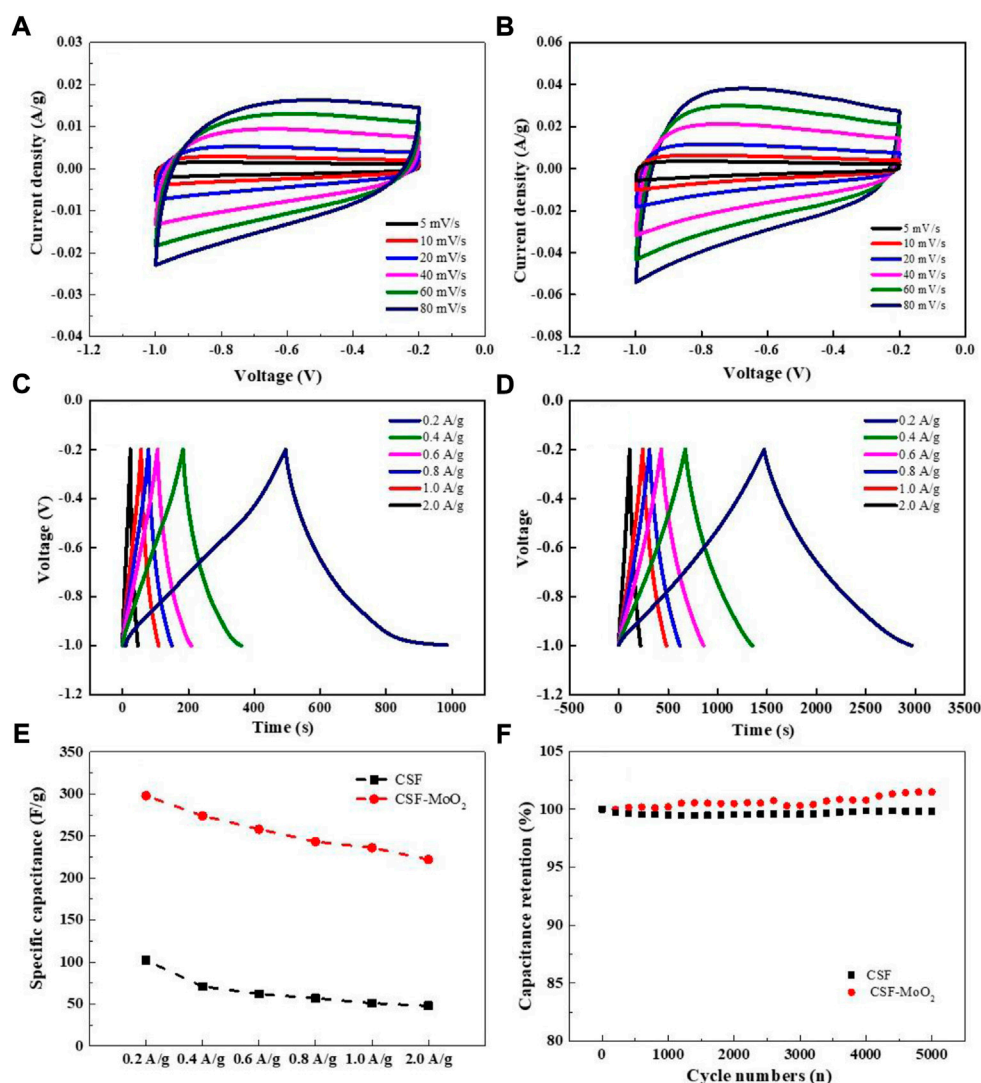 A
0.03
0.02
0.01
0.00
-0.01
-0.02
-0.03
-0.04
Current density (A/g)
5 mV/s
10 mV/s
20 mV/s
40 mV/s
60 mV/s
80 mV/s
-1.2 -1.0 -0.8 -0.6 -0.4 -0.2 0.0
Voltage (V)
B
0.06
0.04
0.02
0.00
-0.02
-0.04
-0.06
-0.08
Current density (A/g)
5 mV/s
10 mV/s
20 mV/s
40 mV/s
60 mV/s
80 mV/s
-1.2 -1.0 -0.8 -0.6 -0.4 -0.2 0.0
Voltage (V)
C
0.0
-0.2
-0.4
-0.6
-0.8
-1.0
-1.2
Voltage (V)
0.2 A/g
0.4 A/g
0.6 A/g
0.8 A/g
1.0 A/g
2.0 A/g
0 200 400 600 800 1000
Time (s)
D
0.0
-0.2
-0.4
-0.6
-0.8
-1.0
-1.2
Voltage
0.2 A/g
0.4 A/g
0.6 A/g
0.8 A/g
1.0 A/g
2.0 A/g
-500 0 500 1000 1500 2000 2500 3000 3500
Time (s)
E
350
300
250
200
150
100
50
0
Specific capacitance (F/g)
CSF
CSF-MoO₂
0.2 A/g 0.4 A/g 0.6 A/g 0.8 A/g 1.0 A/g 2.0 A/g
F
105
100
95
90
85
80
Capacitance retention (%)
CSF
CSF-MoO₂
0 1000 2000 3000 4000 5000
Cycle numbers (n)